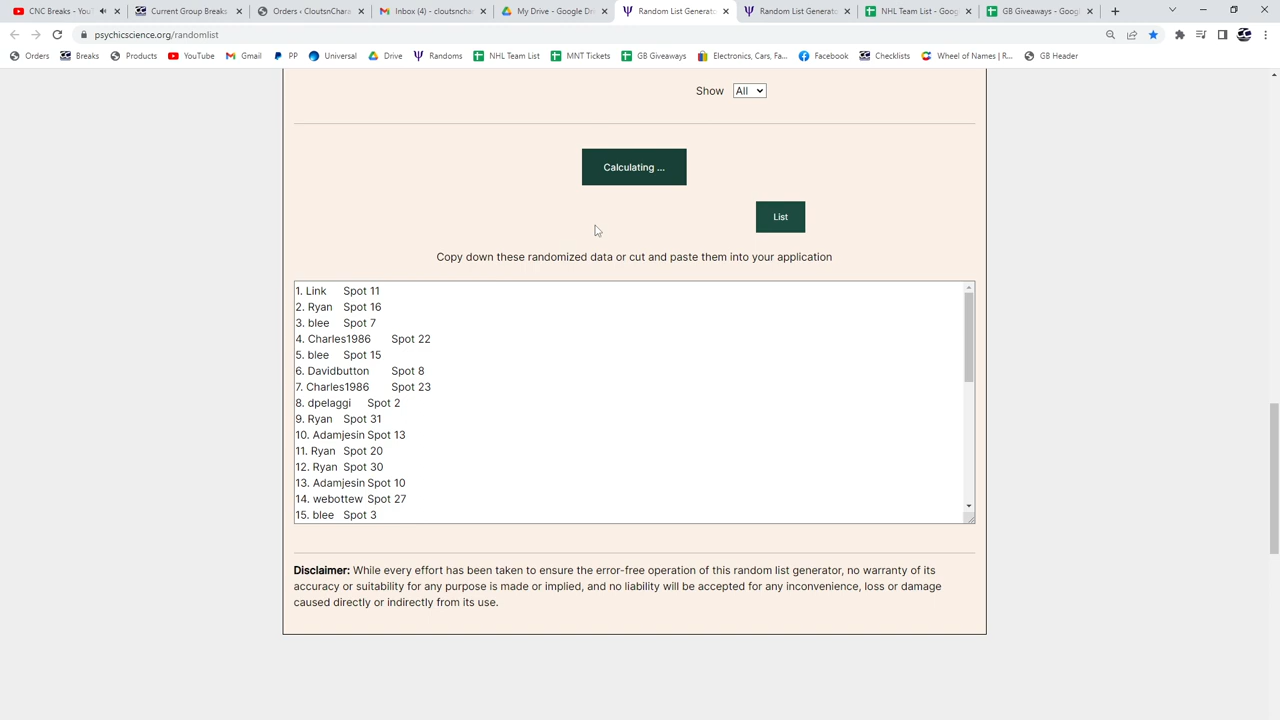 CNC Breaks - You
Current Group Breaks
Orders
CloutsnChara
Inbox (4) - cloutsnchar
My Drive - Google Dri
Random List Generato
Random List Generato
NHL Team List - Goog
GB Giveaways - Googl
psychicscience.org/randomlist
Orders
Breaks
Products
YouTube
Gmail
PP
Universal
Drive
Randoms
NHL Team List
MNT Tickets
GB Giveaways
Electronics, Cars, Fa...
Facebook
Checklists
Wheel of Names | R...
GB Header
Show All
Calculating ...
List
Copy down these randomized data or cut and paste them into your application
1. Link Spot 11
2. Ryan Spot 16
3. blee Spot 7
4. Charles1986 Spot 22
5. blee Spot 15
6. Davidbutton Spot 8
7. Charles1986 Spot 23
8. dpelaggi Spot 2
9. Ryan Spot 31
10. Adamjesin Spot 13
11. Ryan Spot 20
12. Ryan Spot 30
13. Adamjesin Spot 10
14. webottew Spot 27
15. blee Spot 3
Disclaimer: While every effort has been taken to ensure the error-free operation of this random list generator, no warranty of its
accuracy or suitability for any purpose is made or implied, and no liability will be accepted for any inconvenience, loss or damage
caused directly or indirectly from its use.